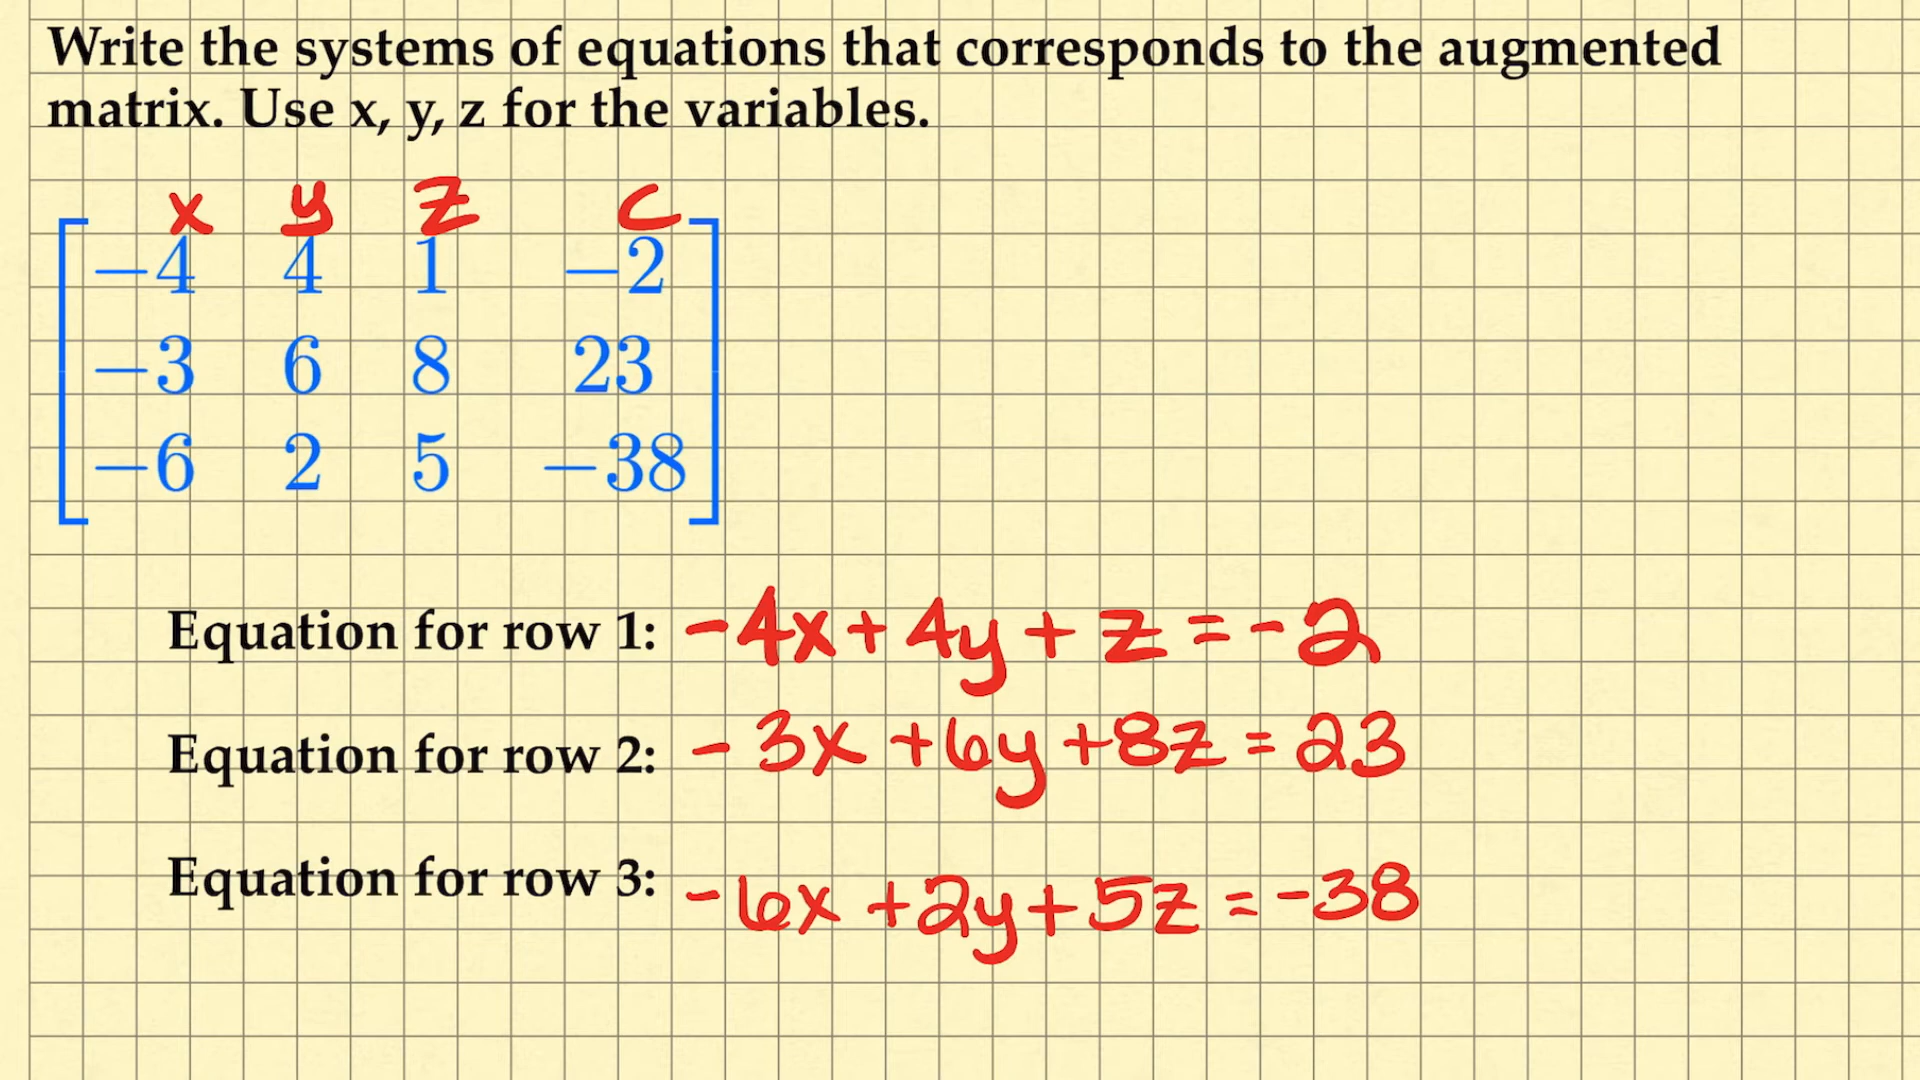 Write the systems of equations that corresponds to the augmented
matrix. Use x, y, z for the variables.
x y z c
−4 4 1 −2
−3 6 8 23
−6 2 5 −38
Equation for row 1: -4x+4y+z=-2
Equation for row 2: -3x+6y+8z=23
Equation for row 3: -6x+2y+5z=-38